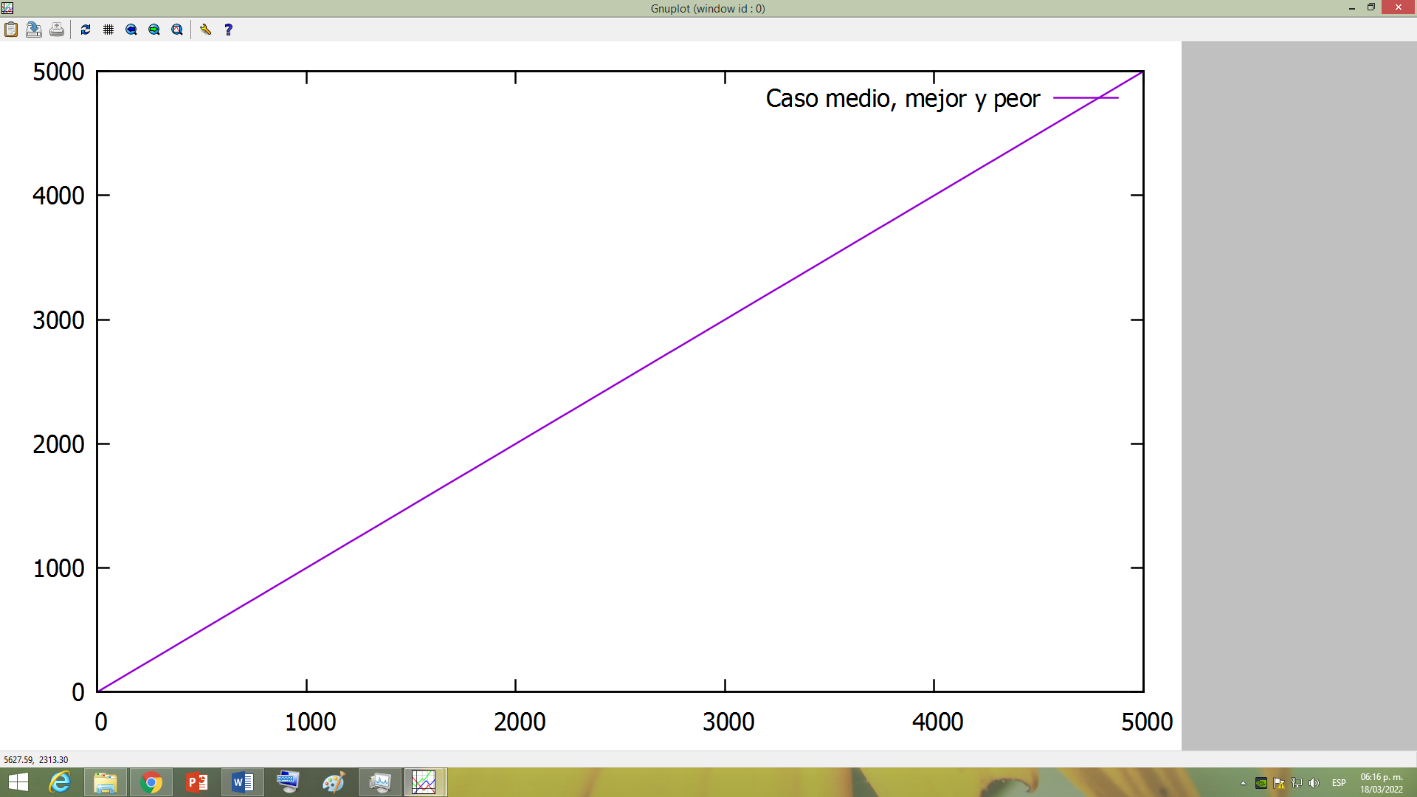 Gnuplot (window id : 0)
5000
Caso medio, mejor y peor
4000
3000
2000
1000
0
0 1000 2000 3000 4000 5000
5627.59, 2313.30
ESP
06:16 p. m.
18/03/2022